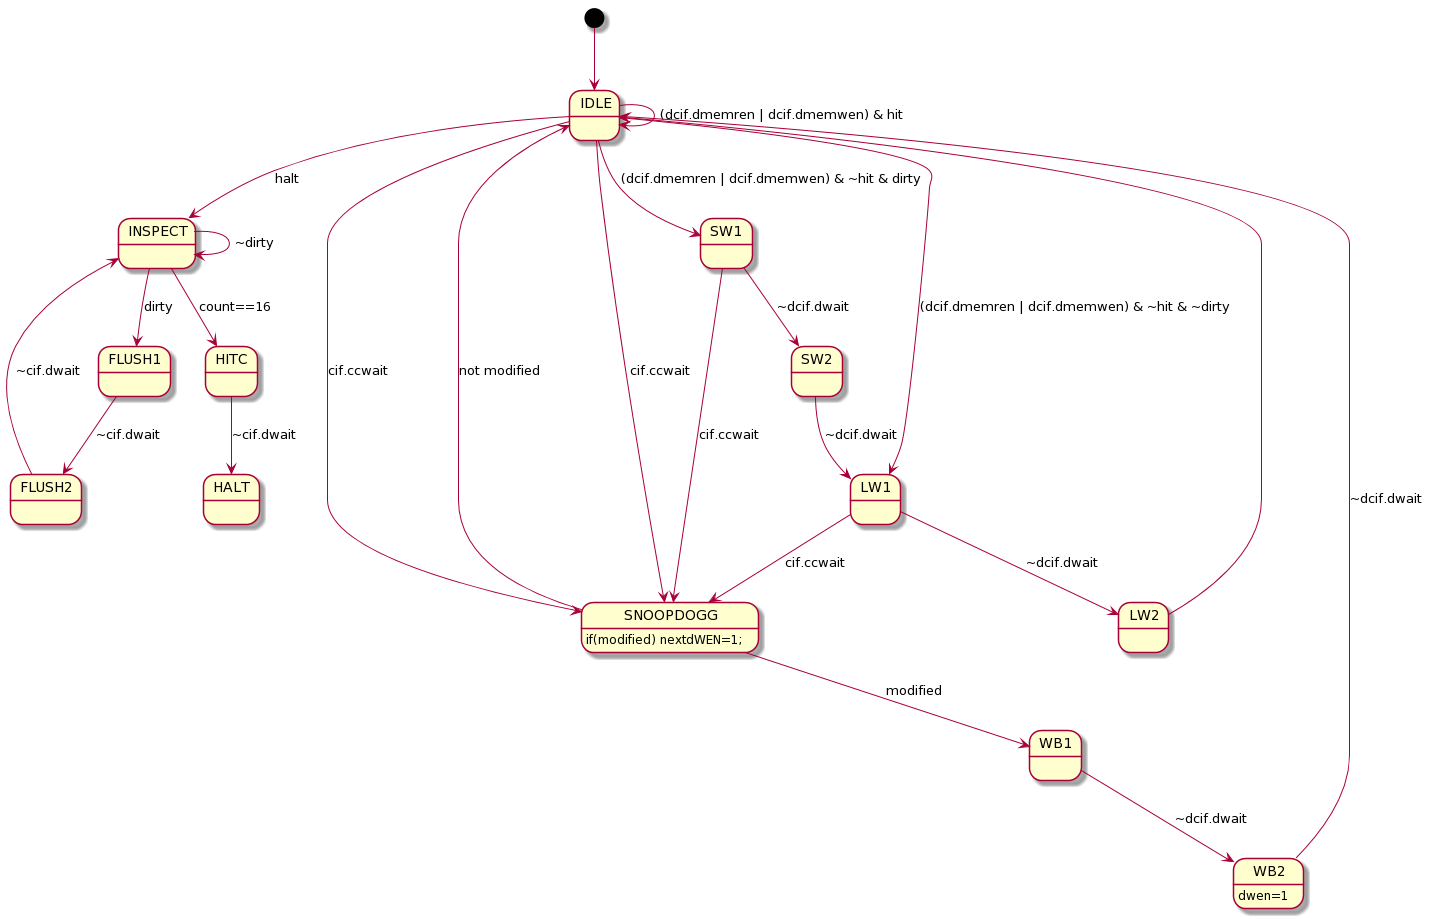 IDLE
(dcif.dmemren | dcif.dmemwen) & hit
halt
(dcif.dmemren | dcif.dmemwen) & ~hit & dirty
INSPECT
~dirty
SW1
dirty
count==16
~dcif.dwait
(dcif.dmemren | dcif.dmemwen) & ~hit & ~dirty
FLUSH1
HITC
SW2
~cif.dwait
cif.ccwait
not modified
cif.ccwait
~cif.dwait
~cif.dwait
cif.ccwait
~dcif.dwait
FLUSH2
HALT
LW1
~dcif.dwait
cif.ccwait
~dcif.dwait
SNOOPDOGG
if(modified) nextdWEN=1;
LW2
modified
WB1
~dcif.dwait
WB2
dwen=1